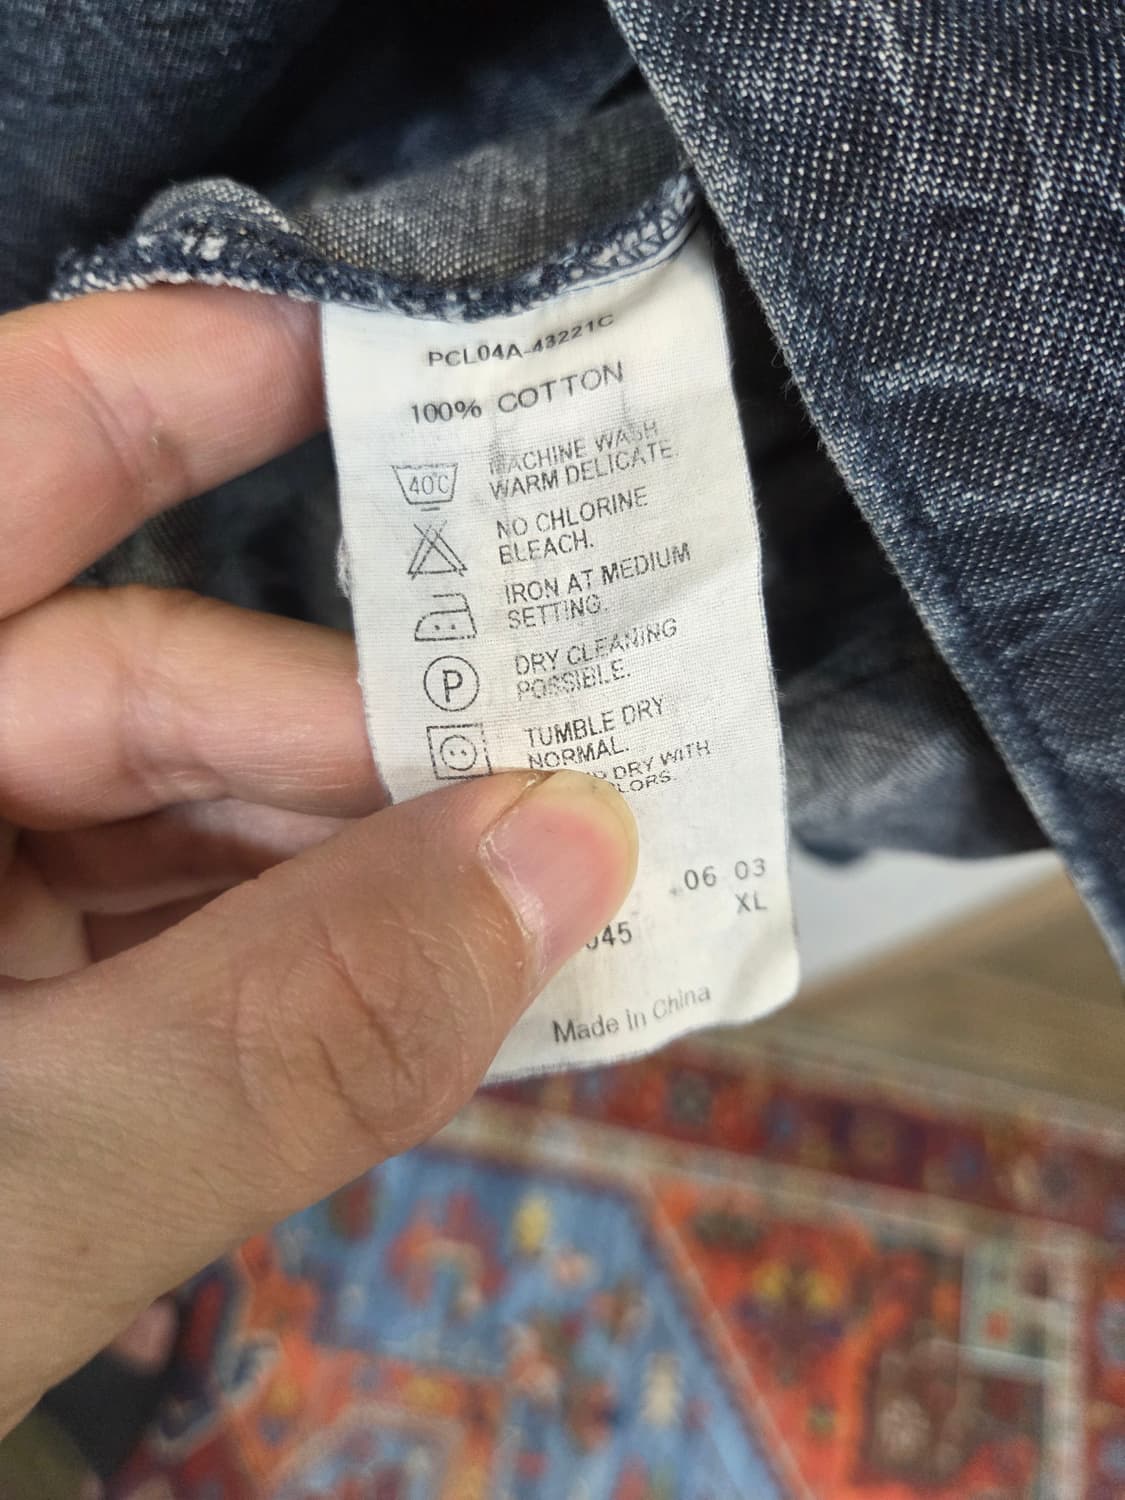 PCL04A-43221C
100% COTTON
40°C
MACHINE WASH
WARM DELICATE.
NO CHLORINE
BLEACH.
IRON AT MEDIUM
SETTING.
P
DRY CLEANING
POSSIBLE.
TUMBLE DRY
NORMAL.
DRY WITH
06 03
XL
045
Made in China